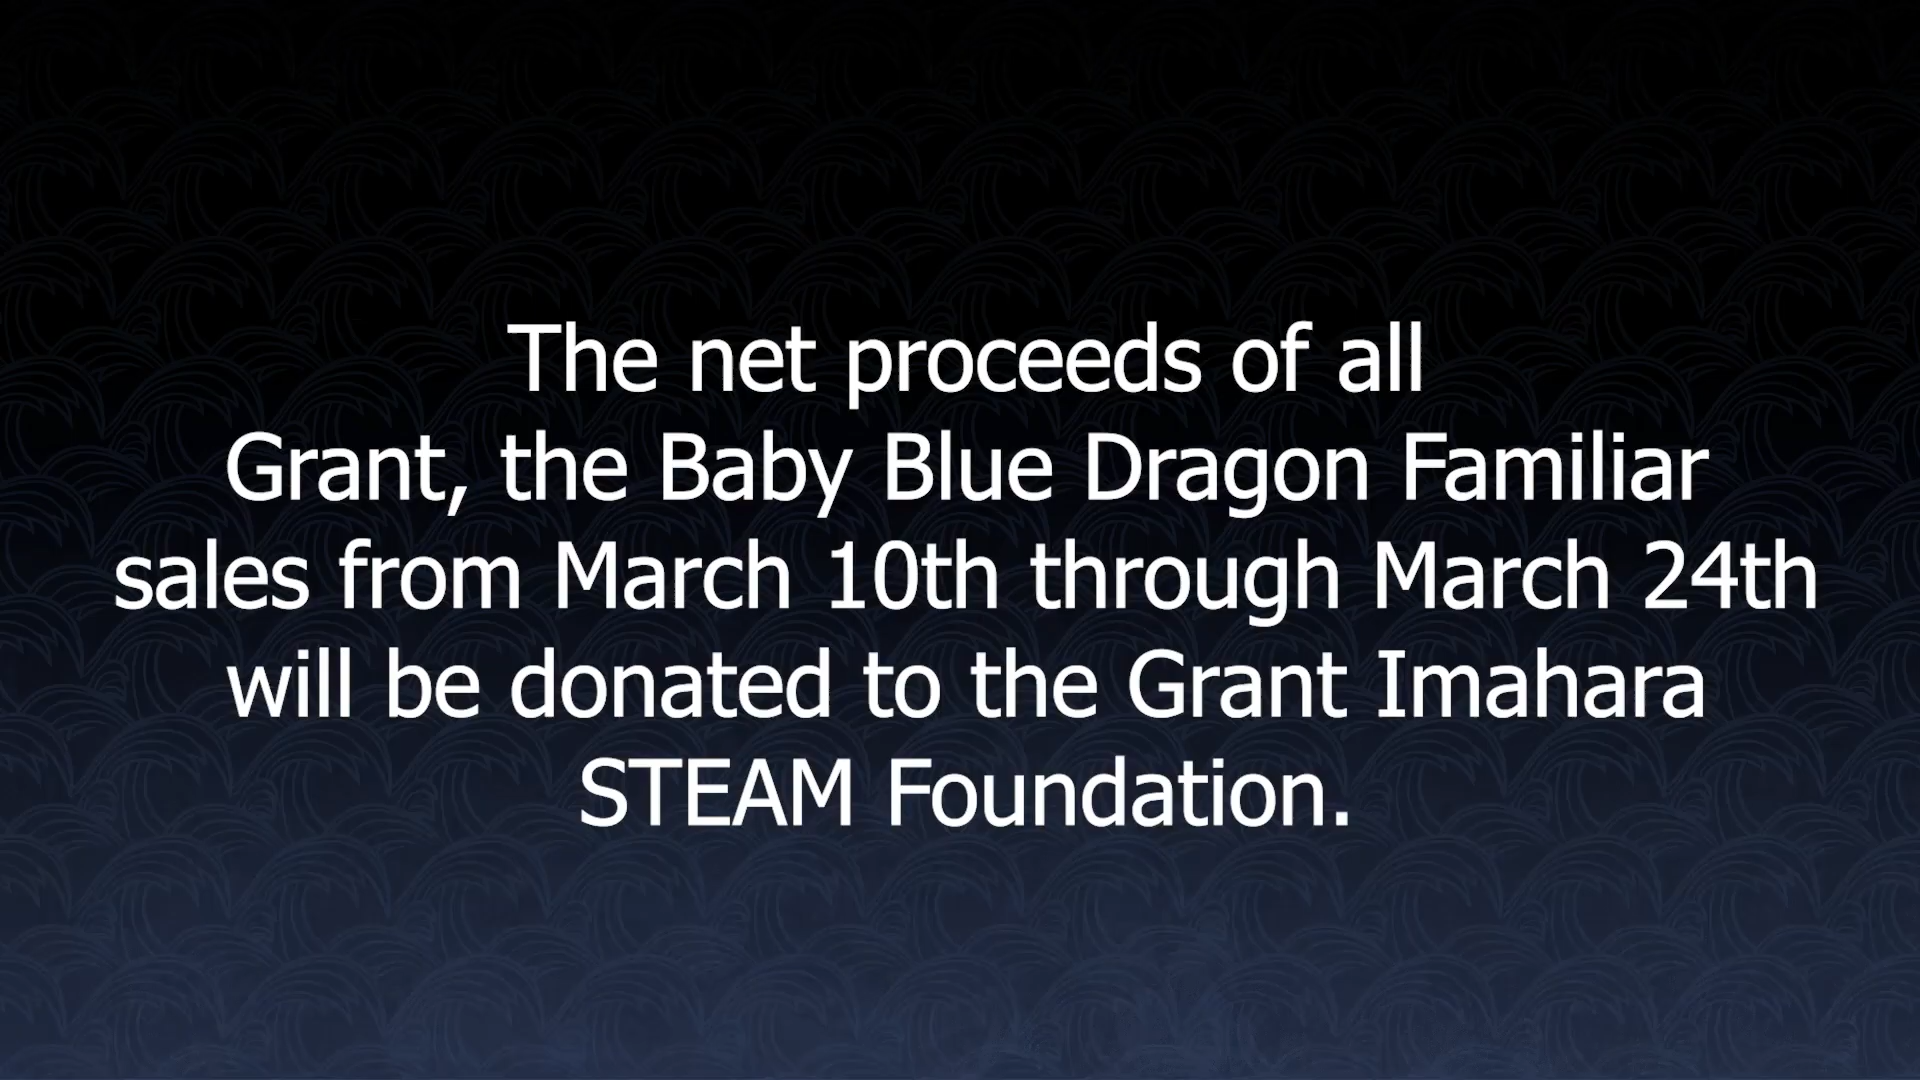 The net proceeds of all
Grant, the Baby Blue Dragon Familiar
sales from March 10th through March 24th
will be donated to the Grant Imahara
STEAM Foundation.